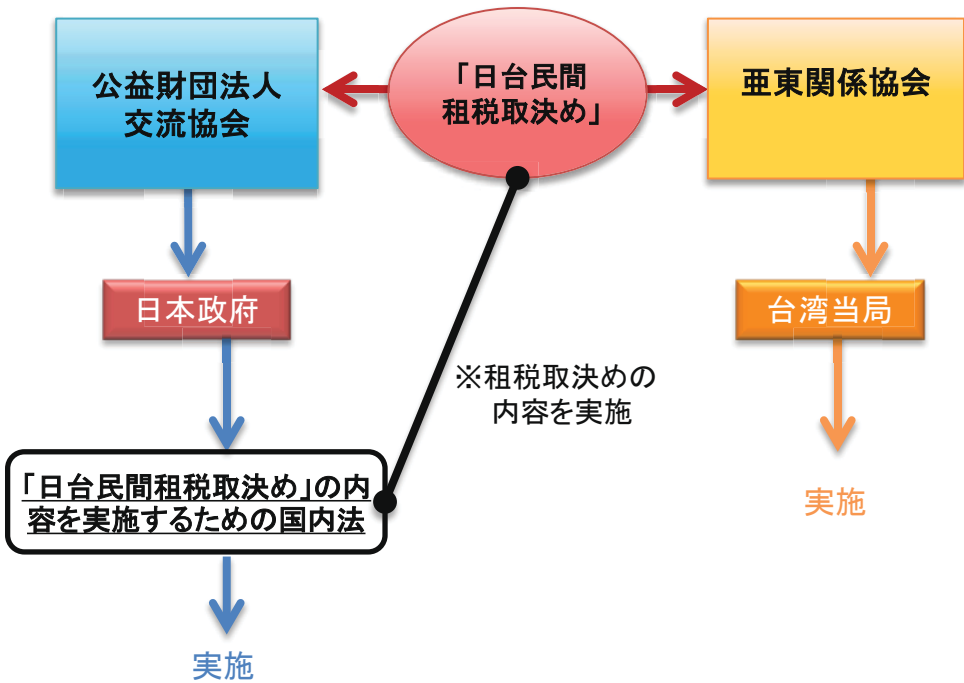 公益財団法人
交流協会
「日台民間
租税取決め」
亜東関係協会
日本政府
台湾当局
※租税取決めの
内容を実施
「日台民間租税取決め」の内
容を実施するための国内法
実施
実施